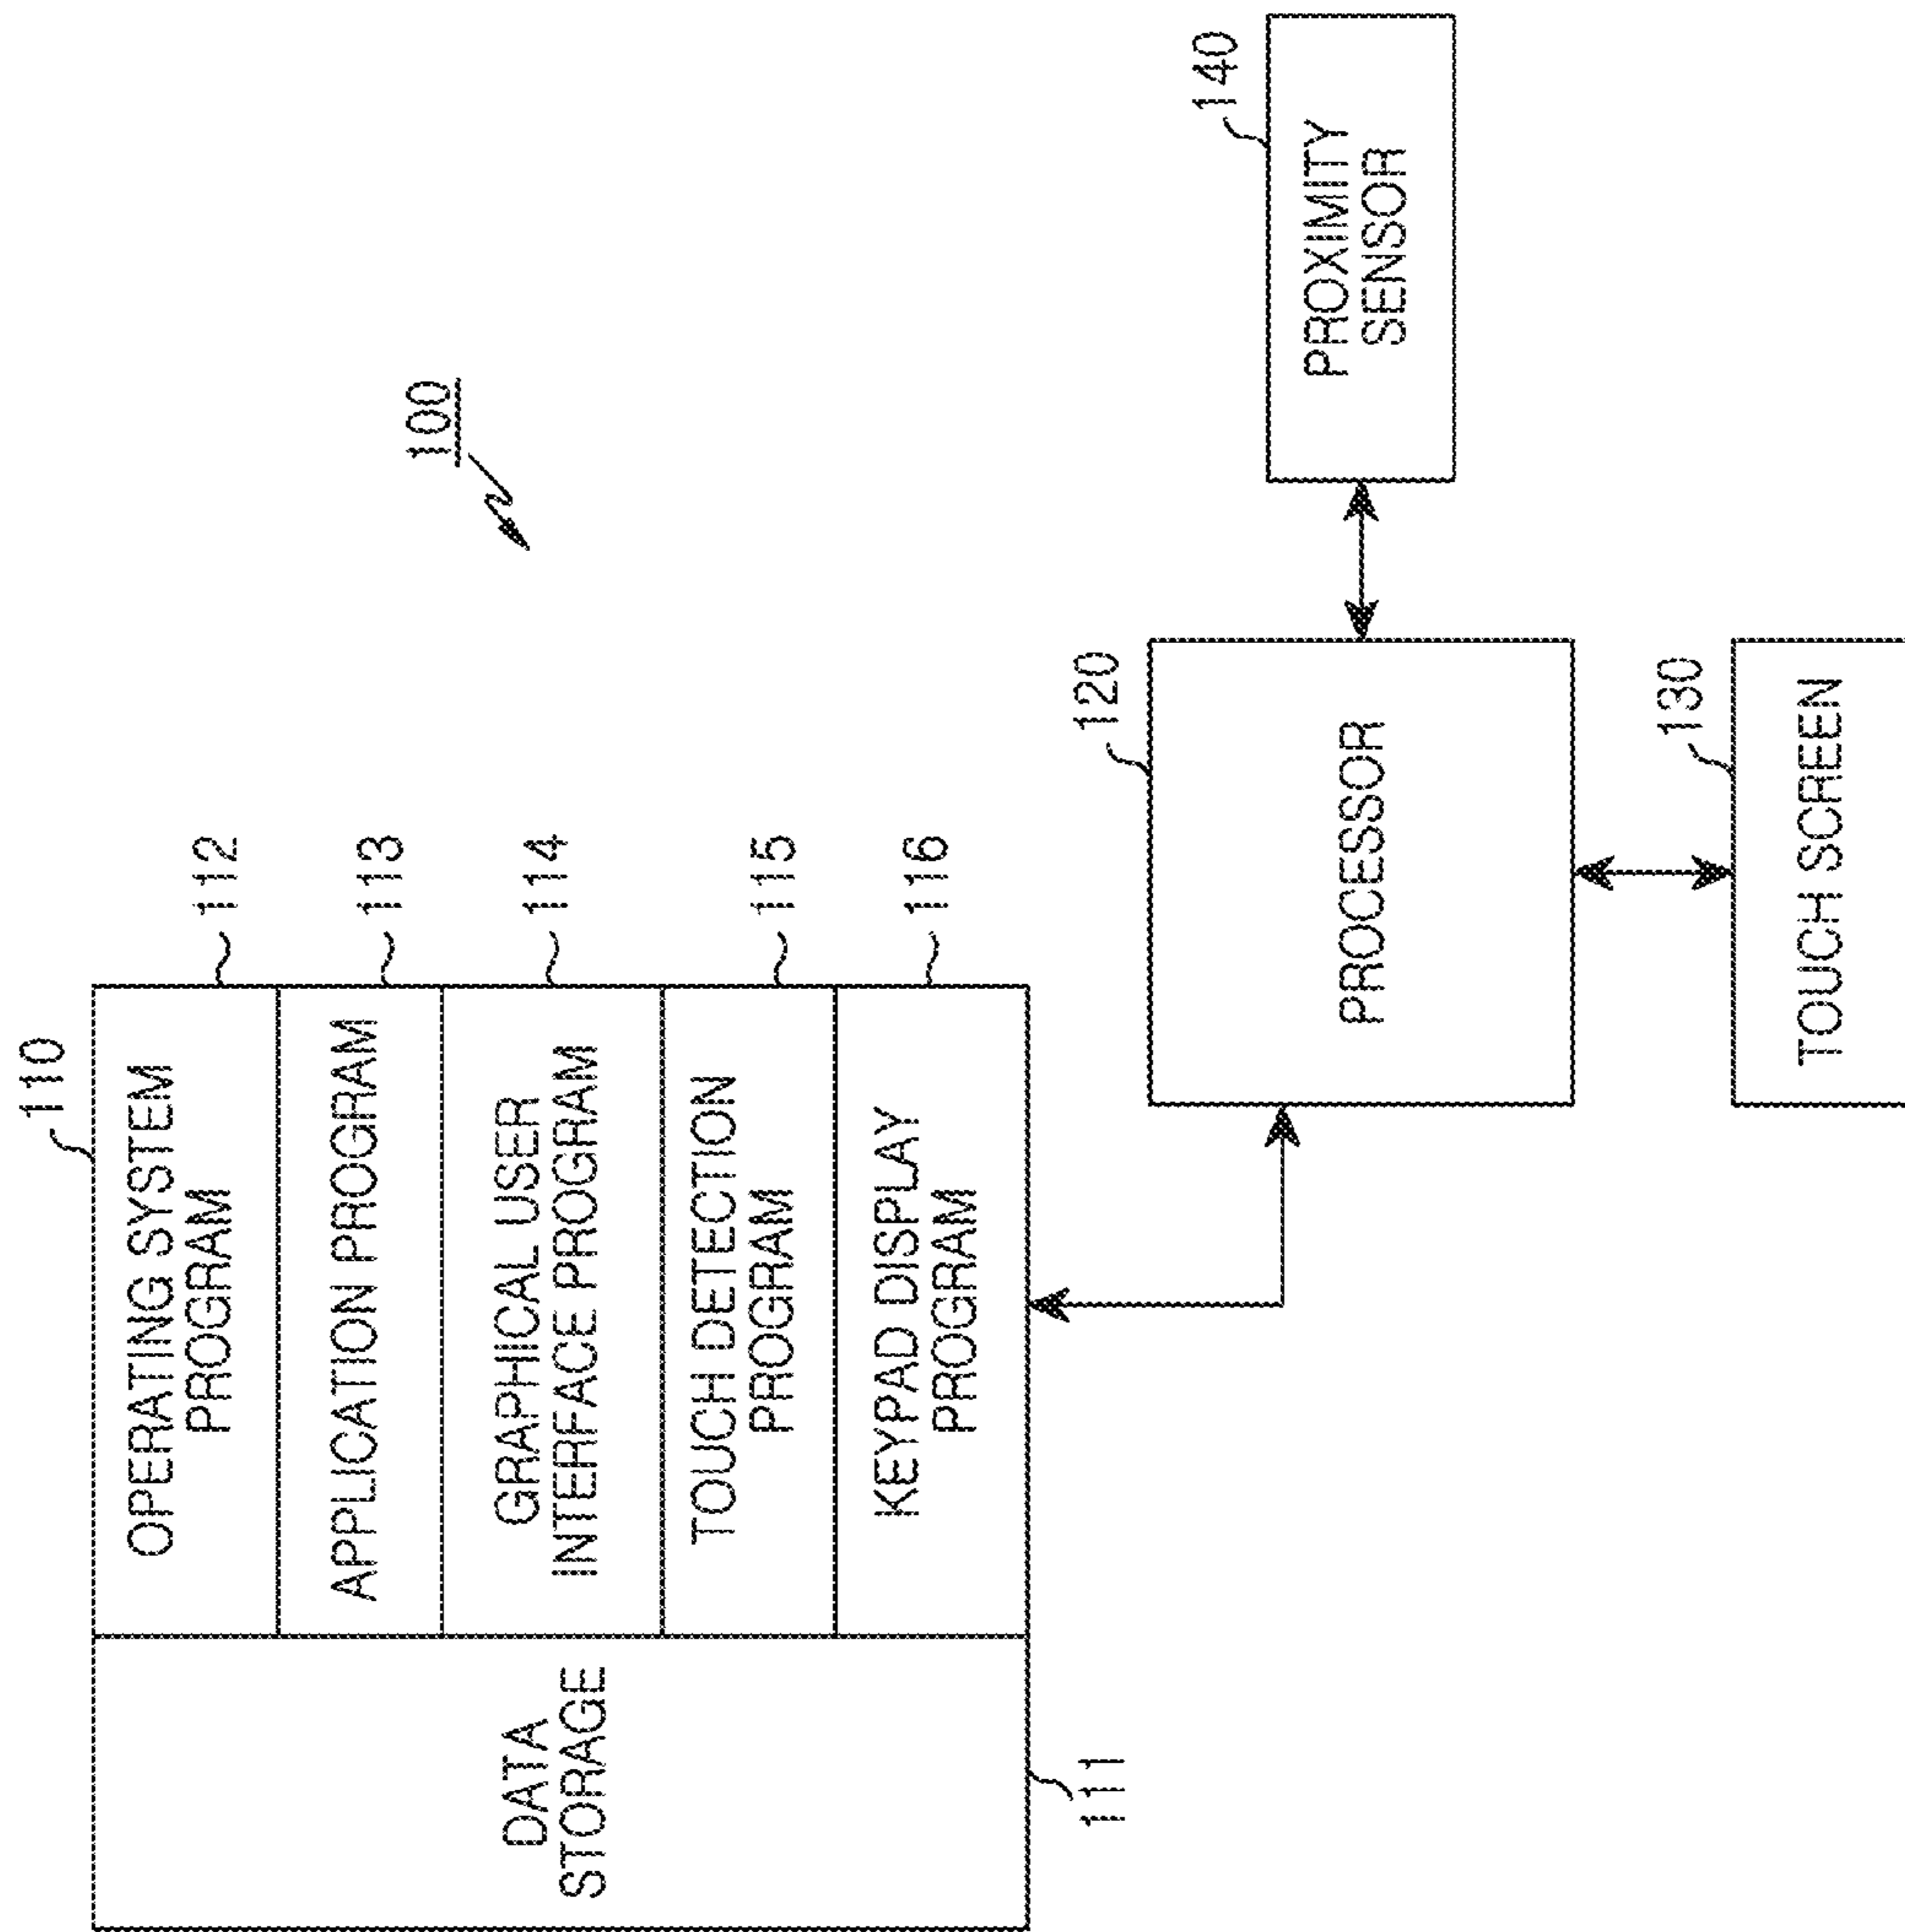 100
110
OPERATING SYSTEM
PROGRAM
112
APPLICATION PROGRAM
113
GRAPHICAL USER
INTERFACE PROGRAM
114
TOUCH DETECTION
PROGRAM
115
KEYPAD DISPLAY
PROGRAM
116
DATA
STORAGE
111
120
PROCESSOR
140
PROXIMITY
SENSOR
130
TOUCH SCREEN